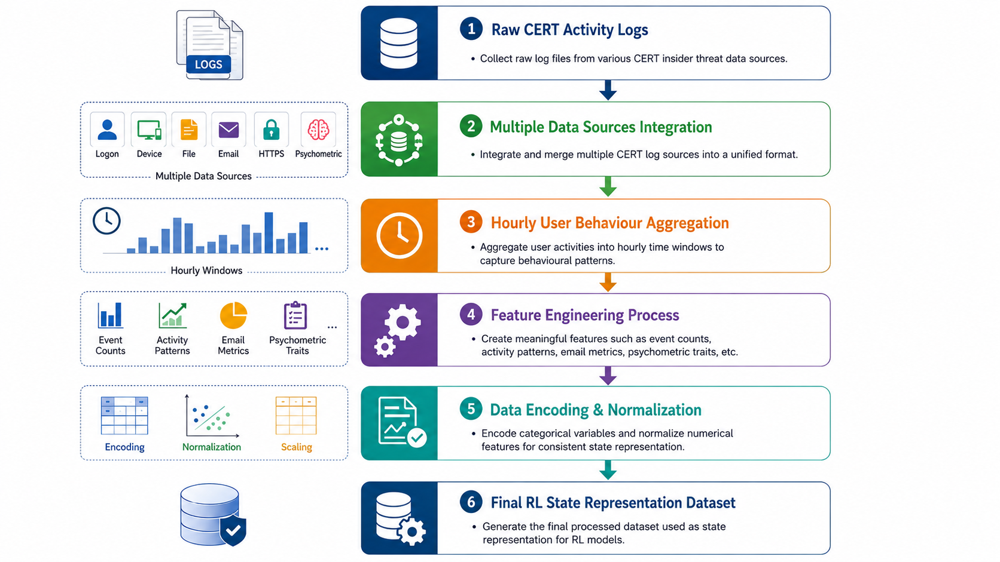 LOGS
1 Raw CERT Activity Logs
• Collect raw log files from various CERT insider threat data sources.
Logon Device File Email HTTPS Psychometric
Multiple Data Sources
2 Multiple Data Sources Integration
• Integrate and merge multiple CERT log sources into a unified format.
Hourly Windows
3 Hourly User Behaviour Aggregation
• Aggregate user activities into hourly time windows to
capture behavioural patterns.
Event Counts
Activity Patterns
Email Metrics
Psychometric Traits
...
4 Feature Engineering Process
• Create meaningful features such as event counts,
activity patterns, email metrics, psychometric traits, etc.
Encoding Normalization Scaling
5 Data Encoding & Normalization
• Encode categorical variables and normalize numerical
features for consistent state representation.
6 Final RL State Representation Dataset
• Generate the final processed dataset used as state
representation for RL models.